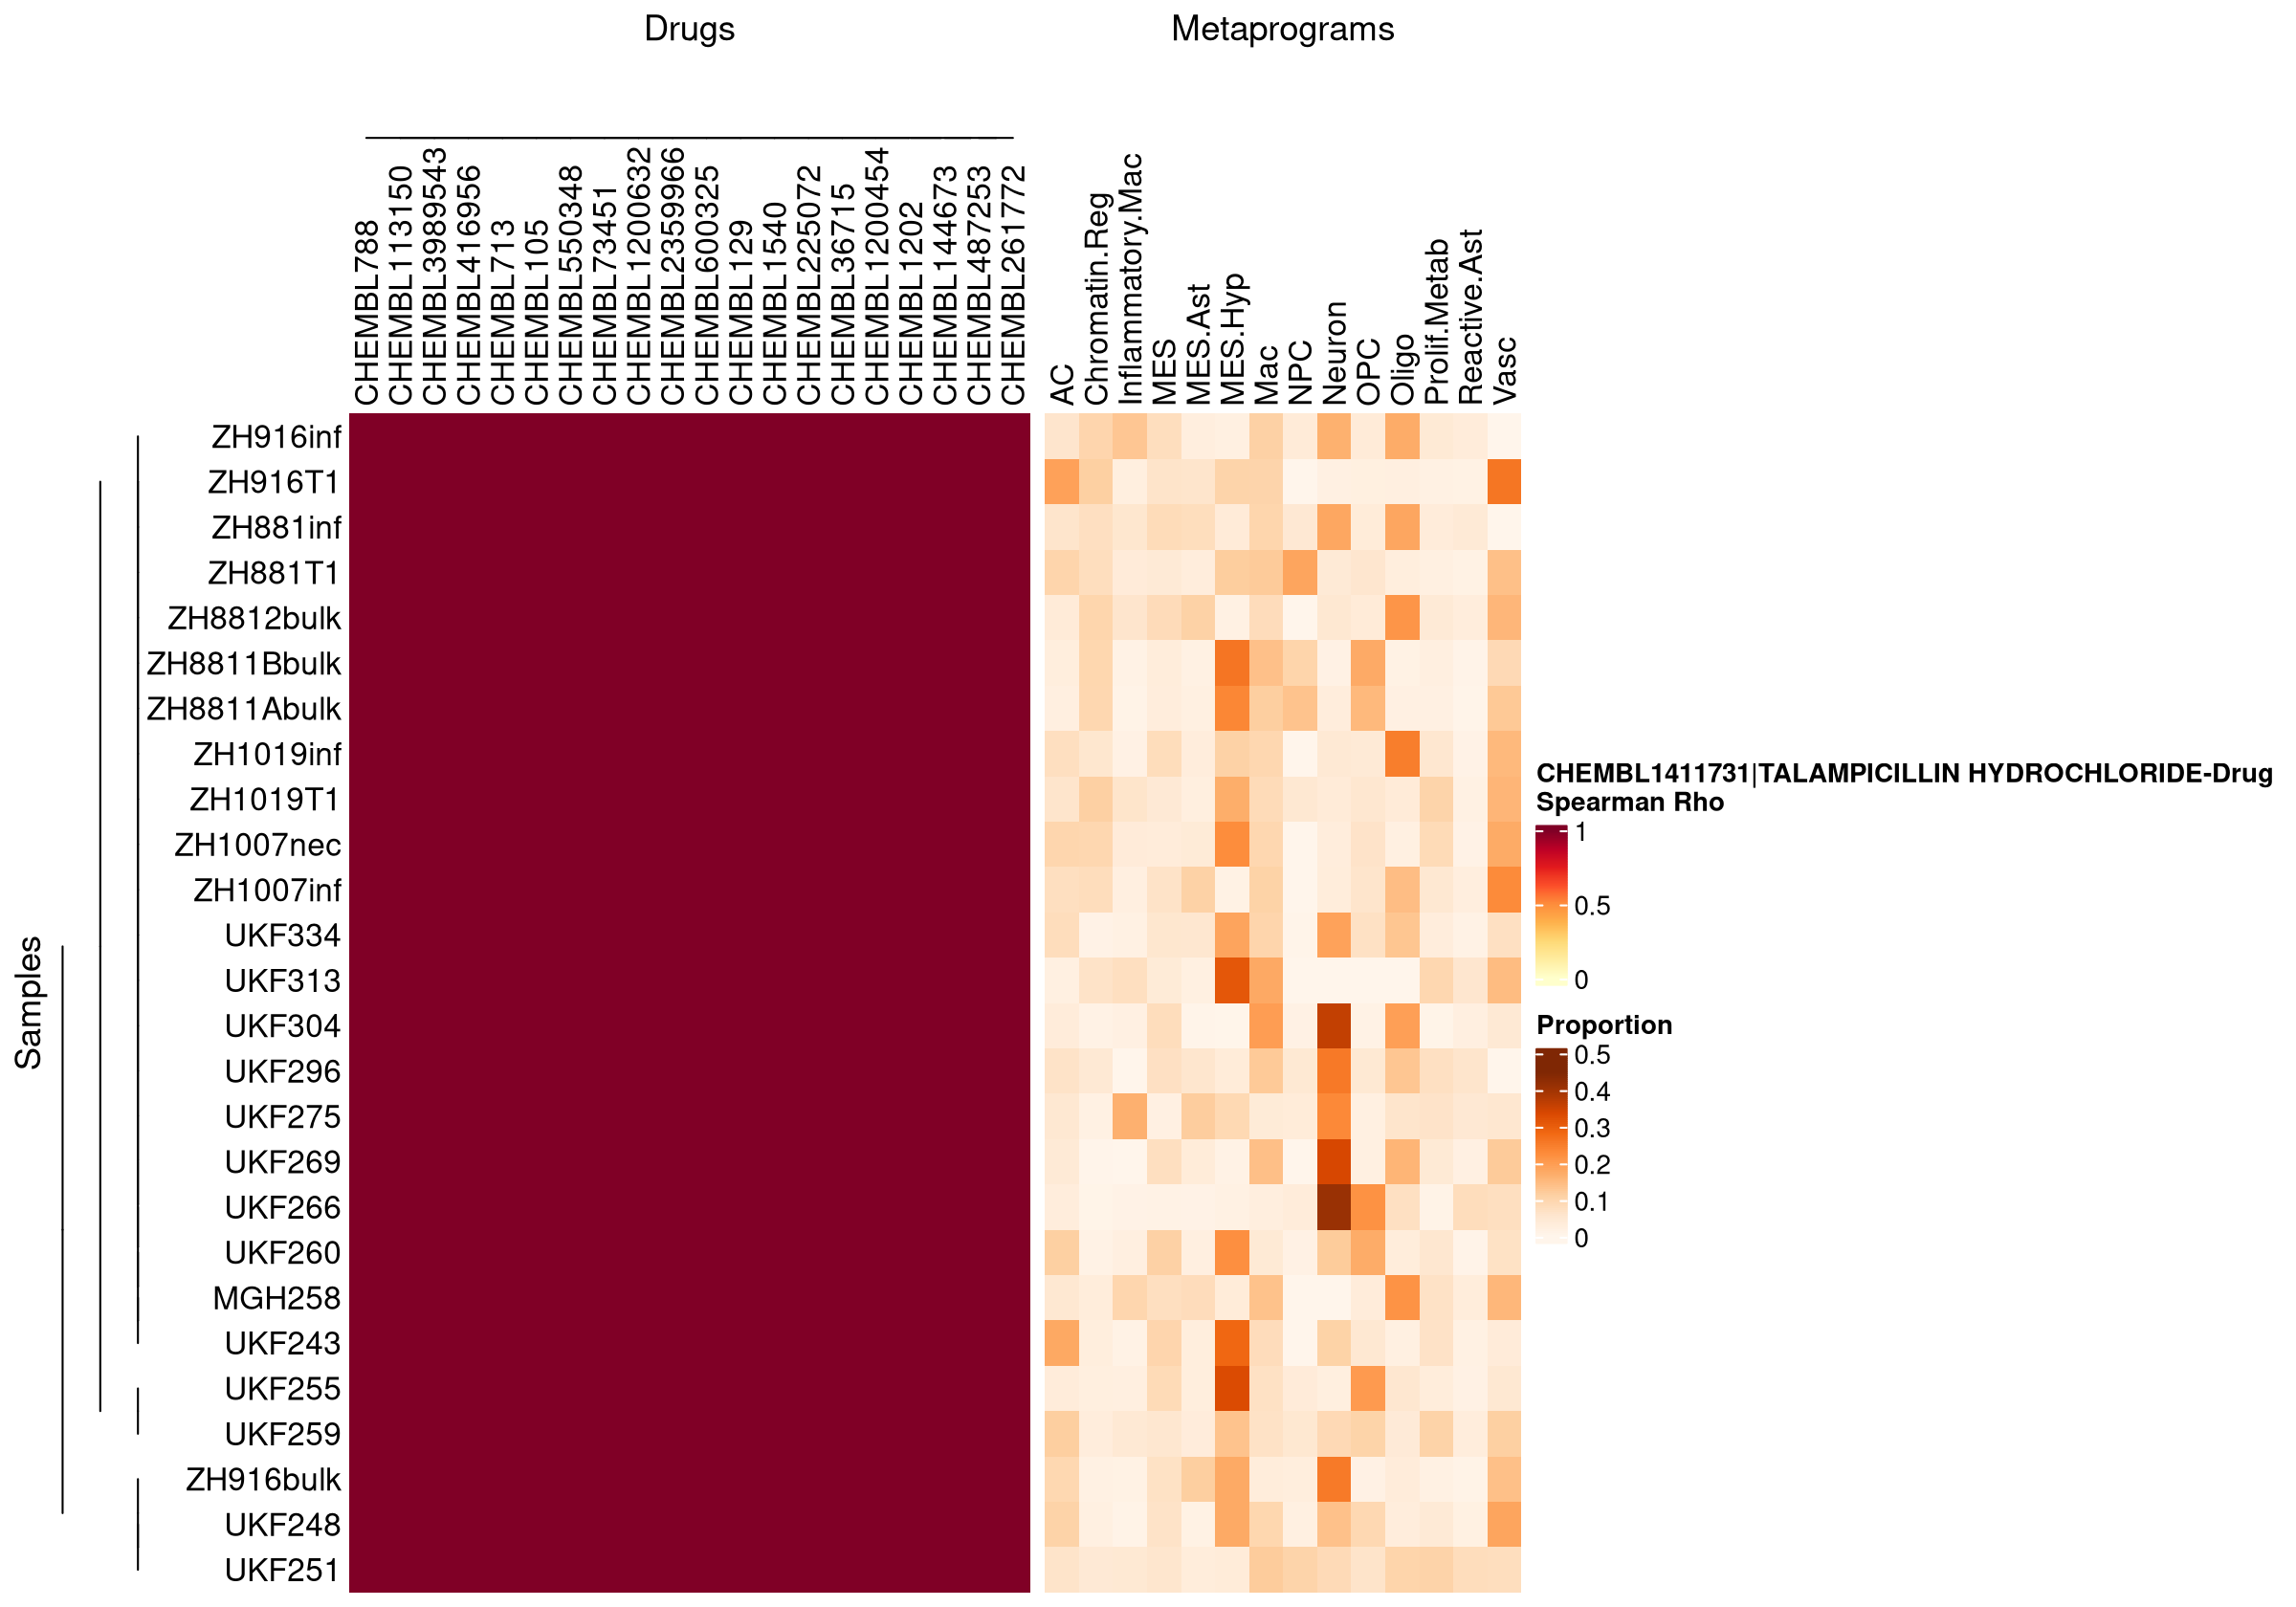 Drugs
Metaprograms
CHEMBL788
CHEMBL113150
CHEMBL3989543
CHEMBL416956
CHEMBL713
CHEMBL105
CHEMBL550348
CHEMBL73451
CHEMBL1200632
CHEMBL2359966
CHEMBL600325
CHEMBL129
CHEMBL1540
CHEMBL225072
CHEMBL36715
CHEMBL1200454
CHEMBL1202
CHEMBL144673
CHEMBL487253
CHEMBL261772
AC
Chromatin.Reg
Inflammatory.Mac
MES
MES.Ast
MES.Hyp
Mac
NPC
Neuron
OPC
Oligo
Prolif.Metab
Reactive.Ast
Vasc
Samples
ZH916inf
ZH916T1
ZH881inf
ZH881T1
ZH8812bulk
ZH8811Bbulk
ZH8811Abulk
ZH1019inf
ZH1019T1
ZH1007nec
ZH1007inf
UKF334
UKF313
UKF304
UKF296
UKF275
UKF269
UKF266
UKF260
MGH258
UKF243
UKF255
UKF259
ZH916bulk
UKF248
UKF251
CHEMBL1411731|TALAMPICILLIN HYDROCHLORIDE-Drug
Spearman Rho
1
0.5
0
Proportion
0.5
0.4
0.3
0.2
0.1
0